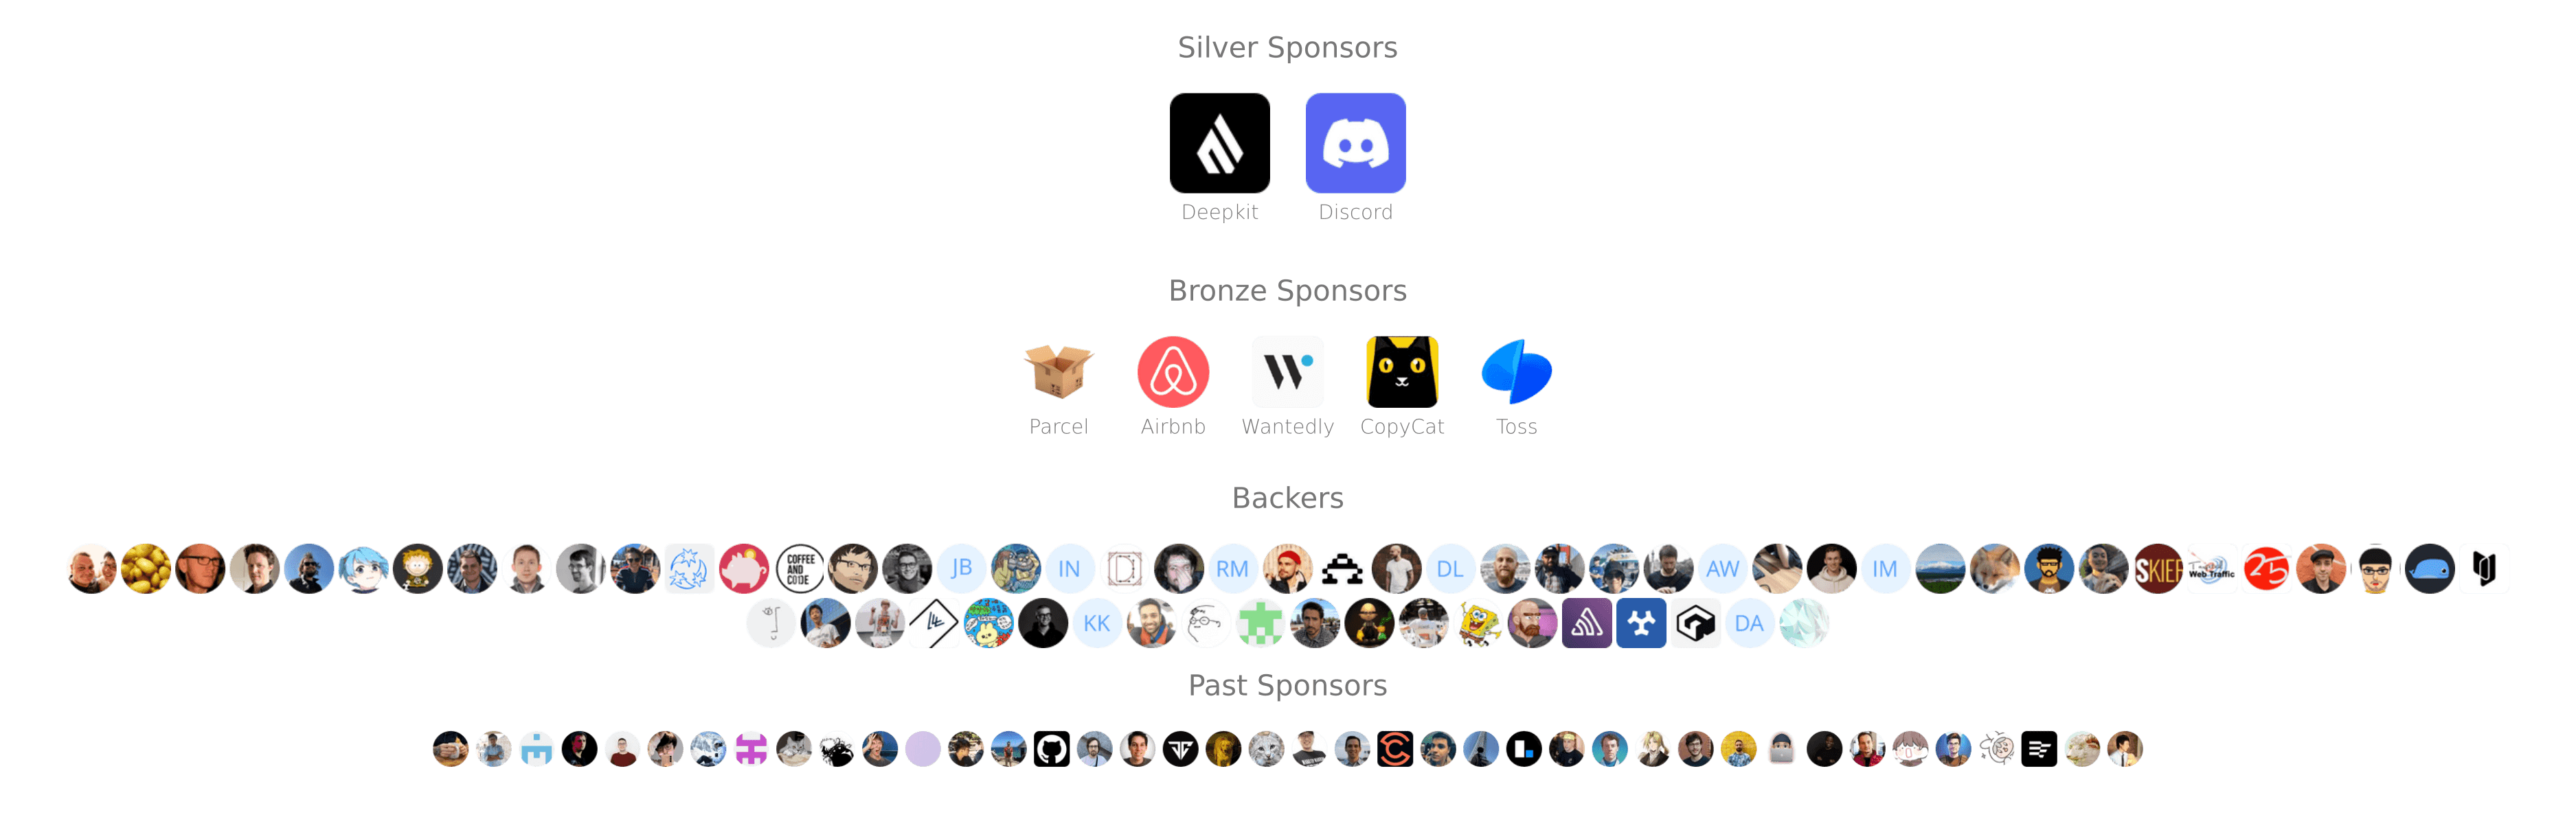 Silver Sponsors
Deepkit
Discord
Bronze Sponsors
Parcel
Airbnb
Wantedly
CopyCat
Toss
Backers
COFFEE
AND
CODE
JB
IN
RM
DL
AW
IM
SKIEF
Web Traffic
25
KK
DA
Past Sponsors